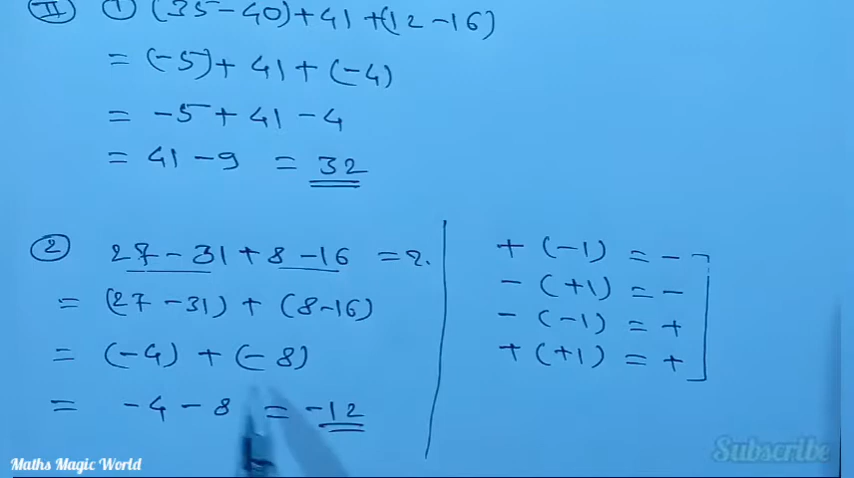 II ① (35-40)+41+(12-16)
= (-5)+41+(-4)
= -5+41-4
= 41-9 = 32
② 27-31+8-16 = ?.
= (27-31)+(8-16)
= (-4)+(-8)
= -4-8 = -12
+(-1) = -
-(+1) = -
-(-1) = +
+(+1) = +
Subscribe
Maths Magic World